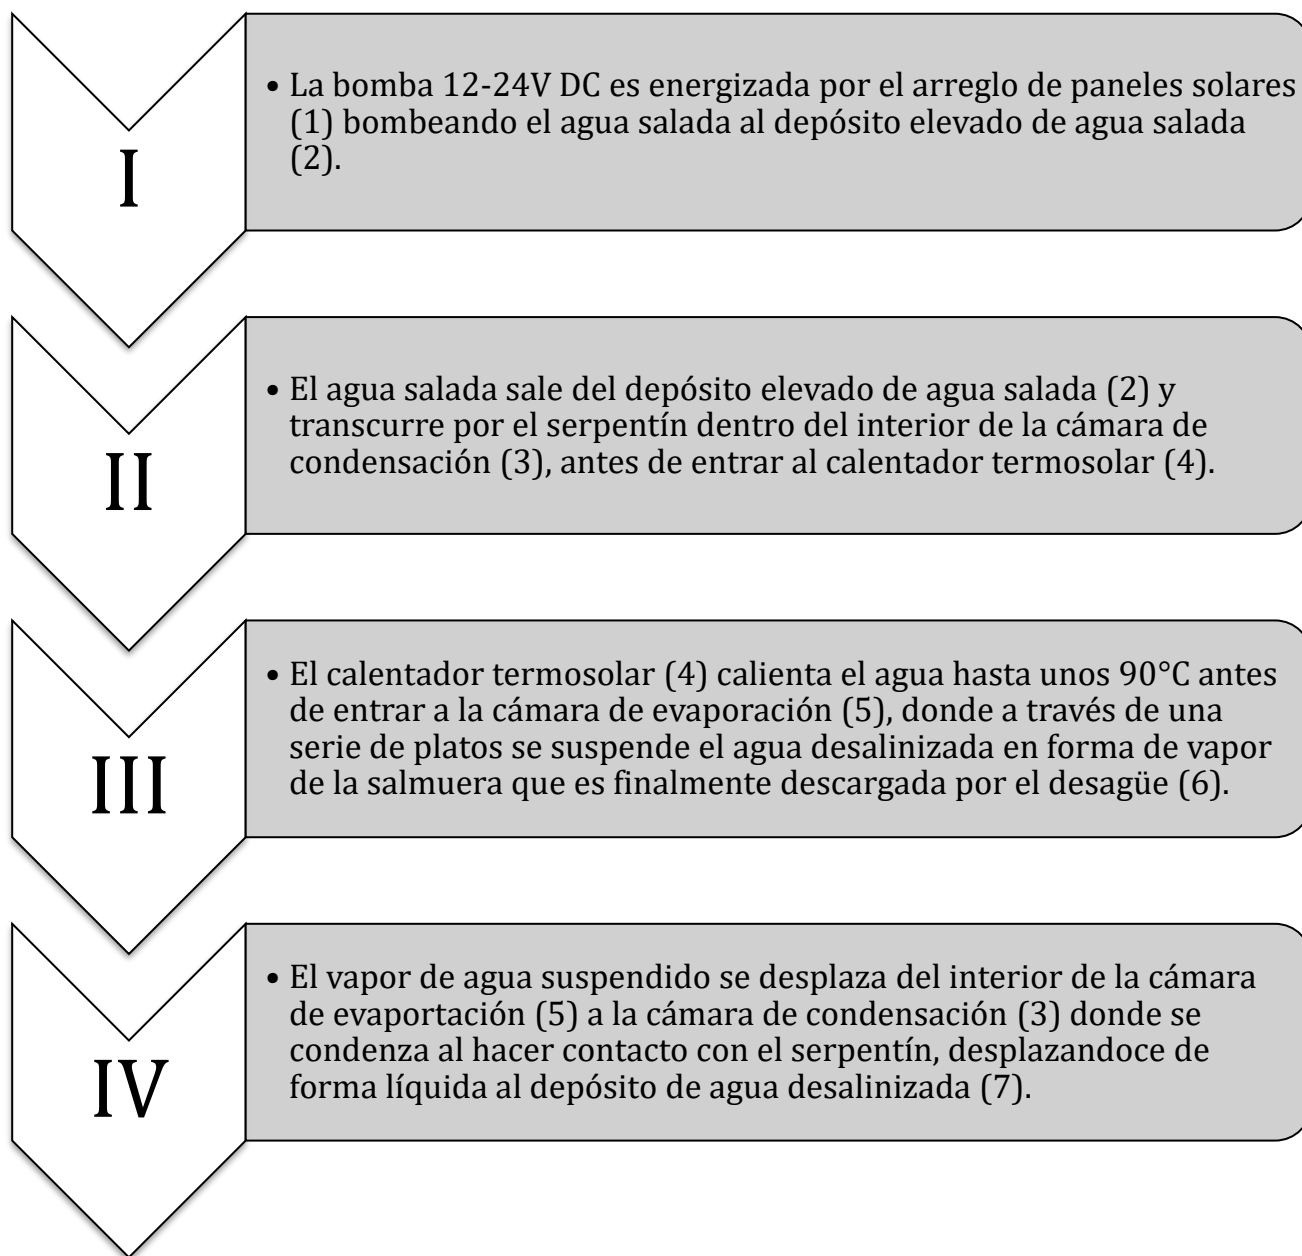 I
• La bomba 12-24V DC es energizada por el arreglo de paneles solares
(1) bombeando el agua salada al depósito elevado de agua salada
(2).
II
• El agua salada sale del depósito elevado de agua salada (2) y
transcurre por el serpentín dentro del interior de la cámara de
condensación (3), antes de entrar al calentador termosolar (4).
III
• El calentador termosolar (4) calienta el agua hasta unos 90°C antes
de entrar a la cámara de evaporación (5), donde a través de una
serie de platos se suspende el agua desalinizada en forma de vapor
de la salmuera que es finalmente descargada por el desagüe (6).
IV
• El vapor de agua suspendido se desplaza del interior de la cámara
de evaportación (5) a la cámara de condensación (3) donde se
condenza al hacer contacto con el serpentín, desplazandoce de
forma líquida al depósito de agua desalinizada (7).